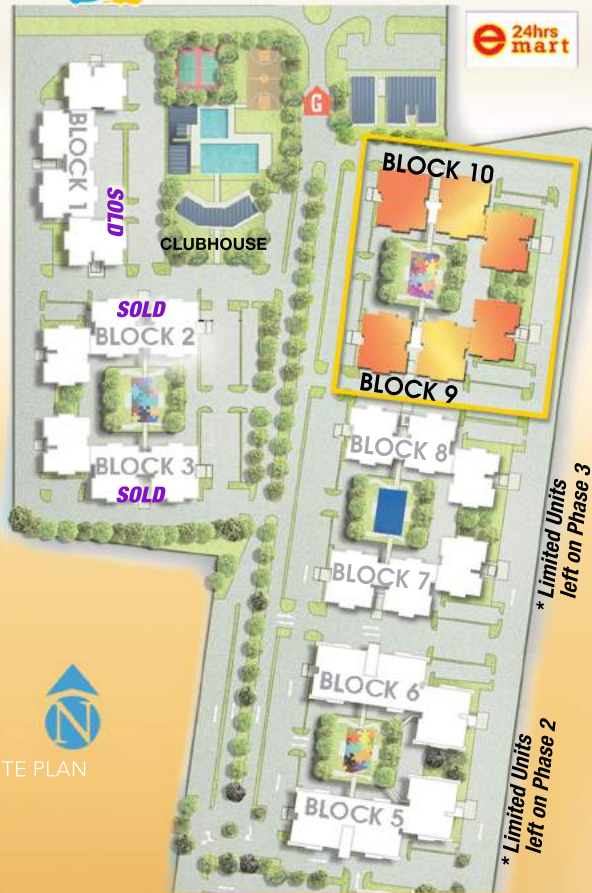 e 24hrs
mart
G
BLOCK 10
BLOCK 1
SOLD
CLUBHOUSE
SOLD
BLOCK 2
BLOCK 9
BLOCK 8
BLOCK 3
SOLD
* Limited Units
left on Phase 3
BLOCK 7
N
BLOCK 6
TE PLAN
* Limited Units
left on Phase 2
BLOCK 5